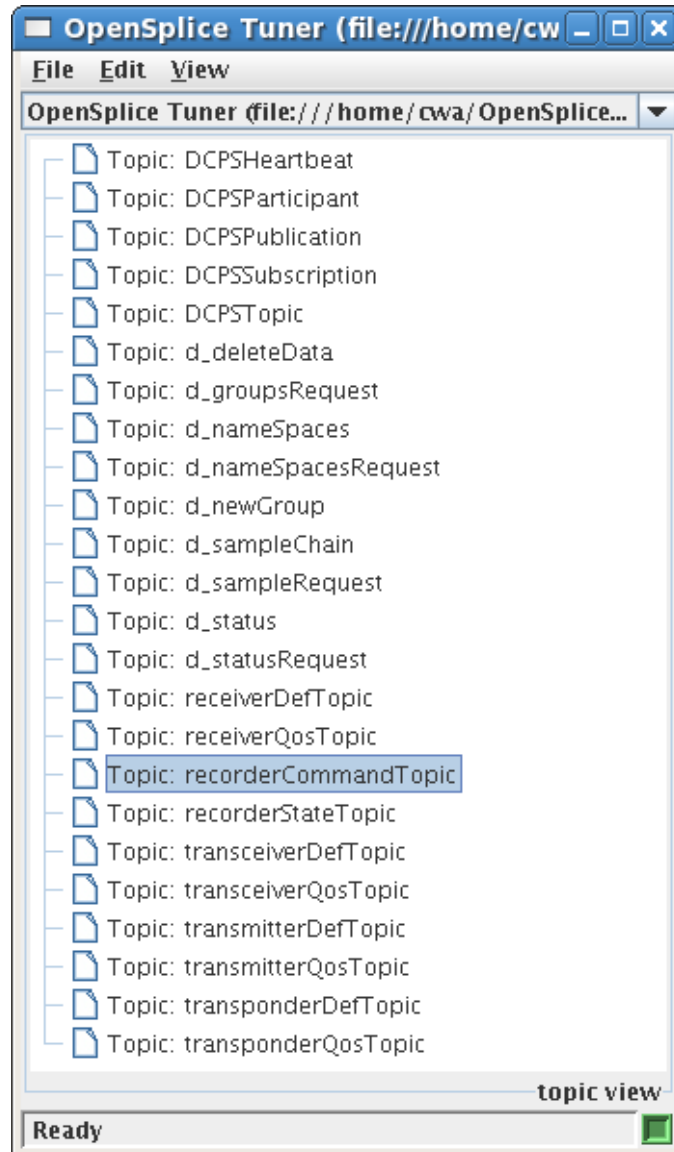 OpenSplice Tuner (file:///home/cw
File Edit View
OpenSplice Tuner (file:///home/cwa/OpenSplice...
Topic: DCPSHeartbeat
Topic: DCPSParticipant
Topic: DCPSPublication
Topic: DCPSSubscription
Topic: DCPSTopic
Topic: d_deleteData
Topic: d_groupsRequest
Topic: d_nameSpaces
Topic: d_nameSpacesRequest
Topic: d_newGroup
Topic: d_sampleChain
Topic: d_sampleRequest
Topic: d_status
Topic: d_statusRequest
Topic: receiverDefTopic
Topic: receiverQosTopic
Topic: recorderCommandTopic
Topic: recorderStateTopic
Topic: transceiverDefTopic
Topic: transceiverQosTopic
Topic: transmitterDefTopic
Topic: transmitterQosTopic
Topic: transponderDefTopic
Topic: transponderQosTopic
topic view
Ready